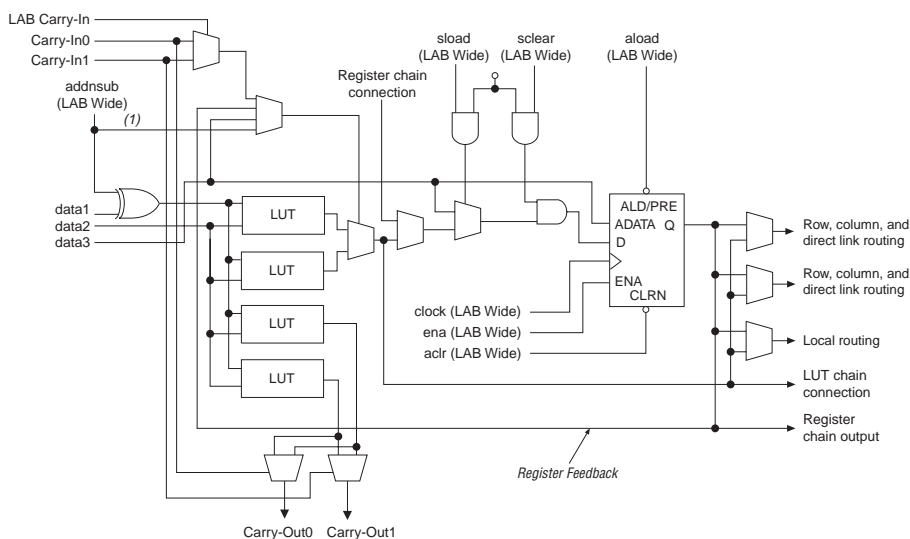 LAB Carry-In
Carry-In0
Carry-In1
addnsub
(LAB Wide)
(1)
data1
data2
data3
Register chain
connection
sload
(LAB Wide)
sclear
(LAB Wide)
aload
(LAB Wide)
LUT
LUT
LUT
LUT
ALD/PRE
ADATA Q
D
ENA
CLRN
clock (LAB Wide)
ena (LAB Wide)
aclr (LAB Wide)
Row, column, and
direct link routing
Row, column, and
direct link routing
Local routing
LUT chain
connection
Register
chain output
Register Feedback
Carry-Out0
Carry-Out1